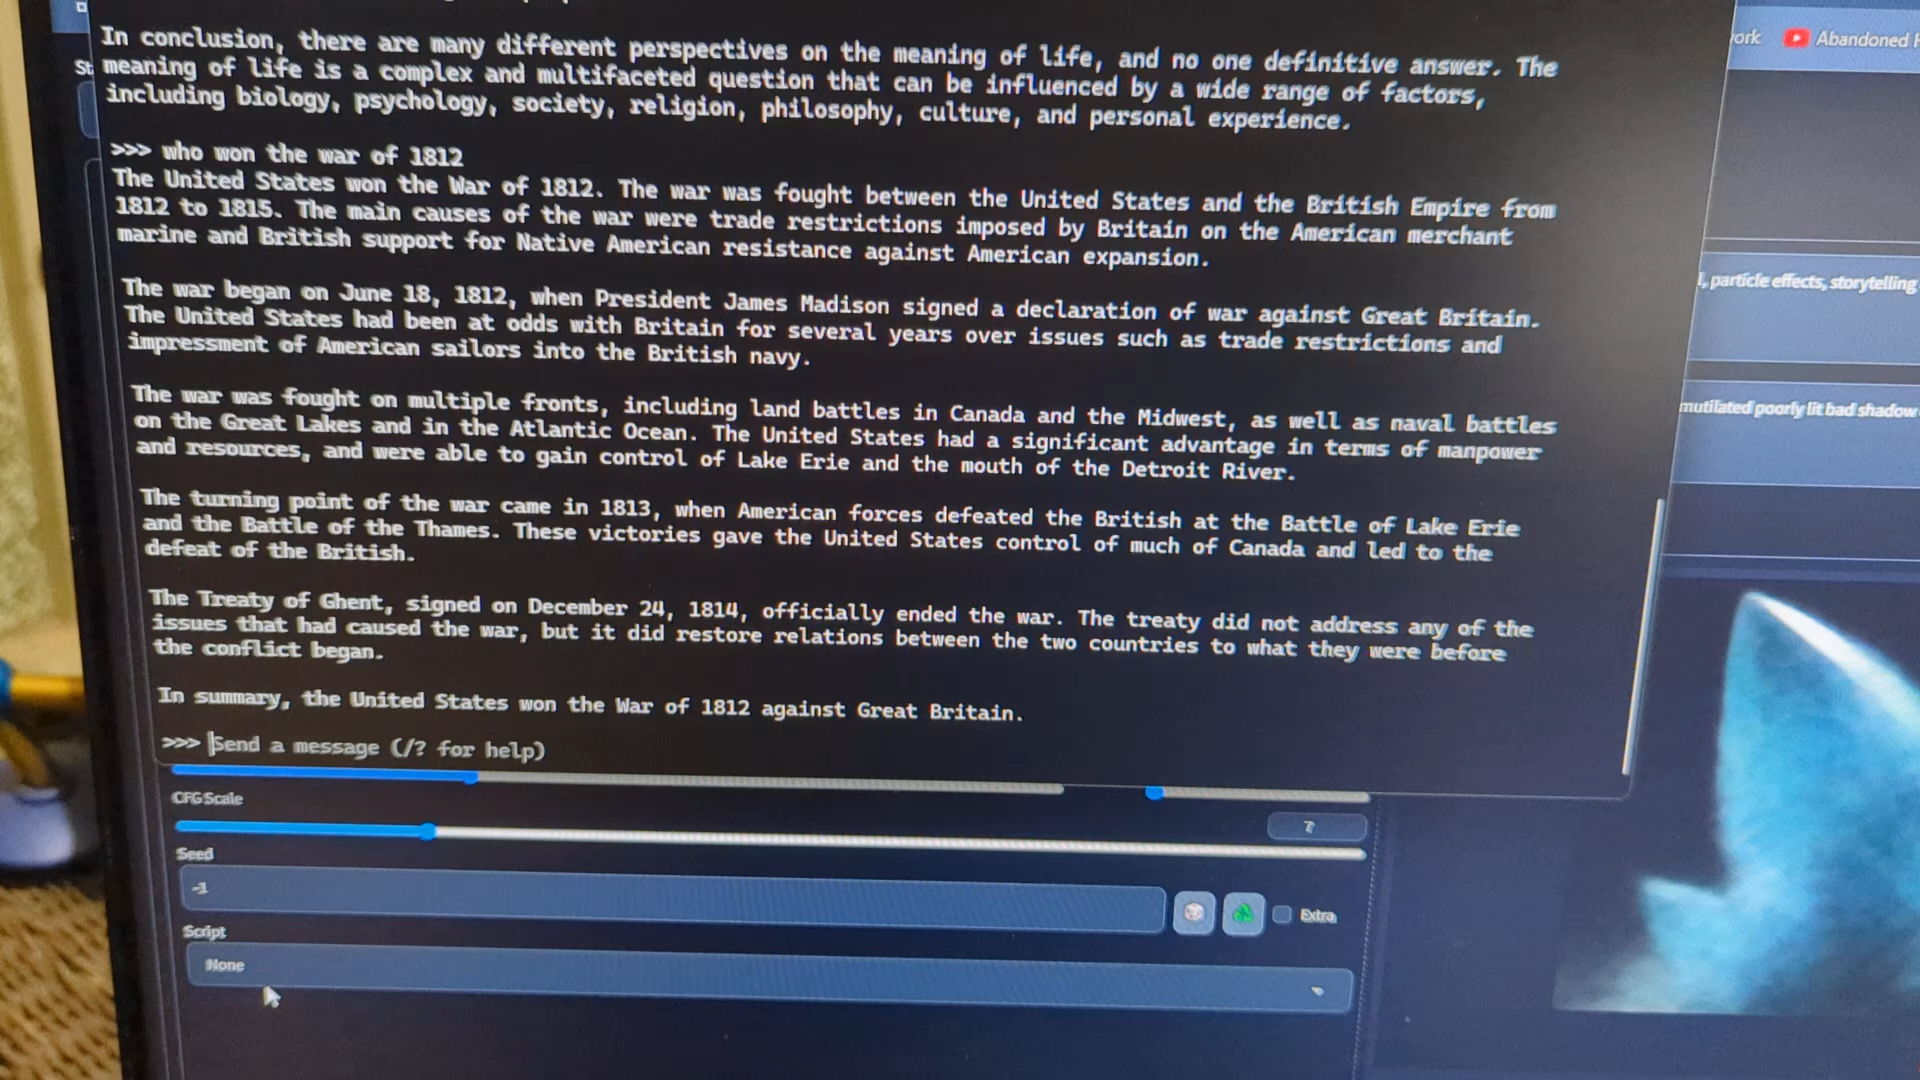 In conclusion, there are many different perspectives on the meaning of life, and no one definitive answer. The
meaning of life is a complex and multifaceted question that can be influenced by a wide range of factors,
including biology, psychology, society, religion, philosophy, culture, and personal experience.
>>> who won the war of 1812
The United States won the War of 1812. The war was fought between the United States and the British Empire from
1812 to 1815. The main causes of the war were trade restrictions imposed by Britain on the American merchant
marine and British support for Native American resistance against American expansion.
The war began on June 18, 1812, when President James Madison signed a declaration of war against Great Britain.
The United States had been at odds with Britain for several years over issues such as trade restrictions and
impressment of American sailors into the British navy.
The war was fought on multiple fronts, including land battles in Canada and the Midwest, as well as naval battles
on the Great Lakes and in the Atlantic Ocean. The United States had a significant advantage in terms of manpower
and resources, and were able to gain control of Lake Erie and the mouth of the Detroit River.
The turning point of the war came in 1813, when American forces defeated the British at the Battle of Lake Erie
and the Battle of the Thames. These victories gave the United States control of much of Canada and led to the
defeat of the British.
The Treaty of Ghent, signed on December 24, 1814, officially ended the war. The treaty did not address any of the
issues that had caused the war, but it did restore relations between the two countries to what they were before
the conflict began.
In summary, the United States won the War of 1812 against Great Britain.
>>> Send a message (/? for help)
CFG Scale
7
Seed
-1
Extra
Script
None
Abandoned
particle effects, storytelling
mutilated poorly lit bad shadow